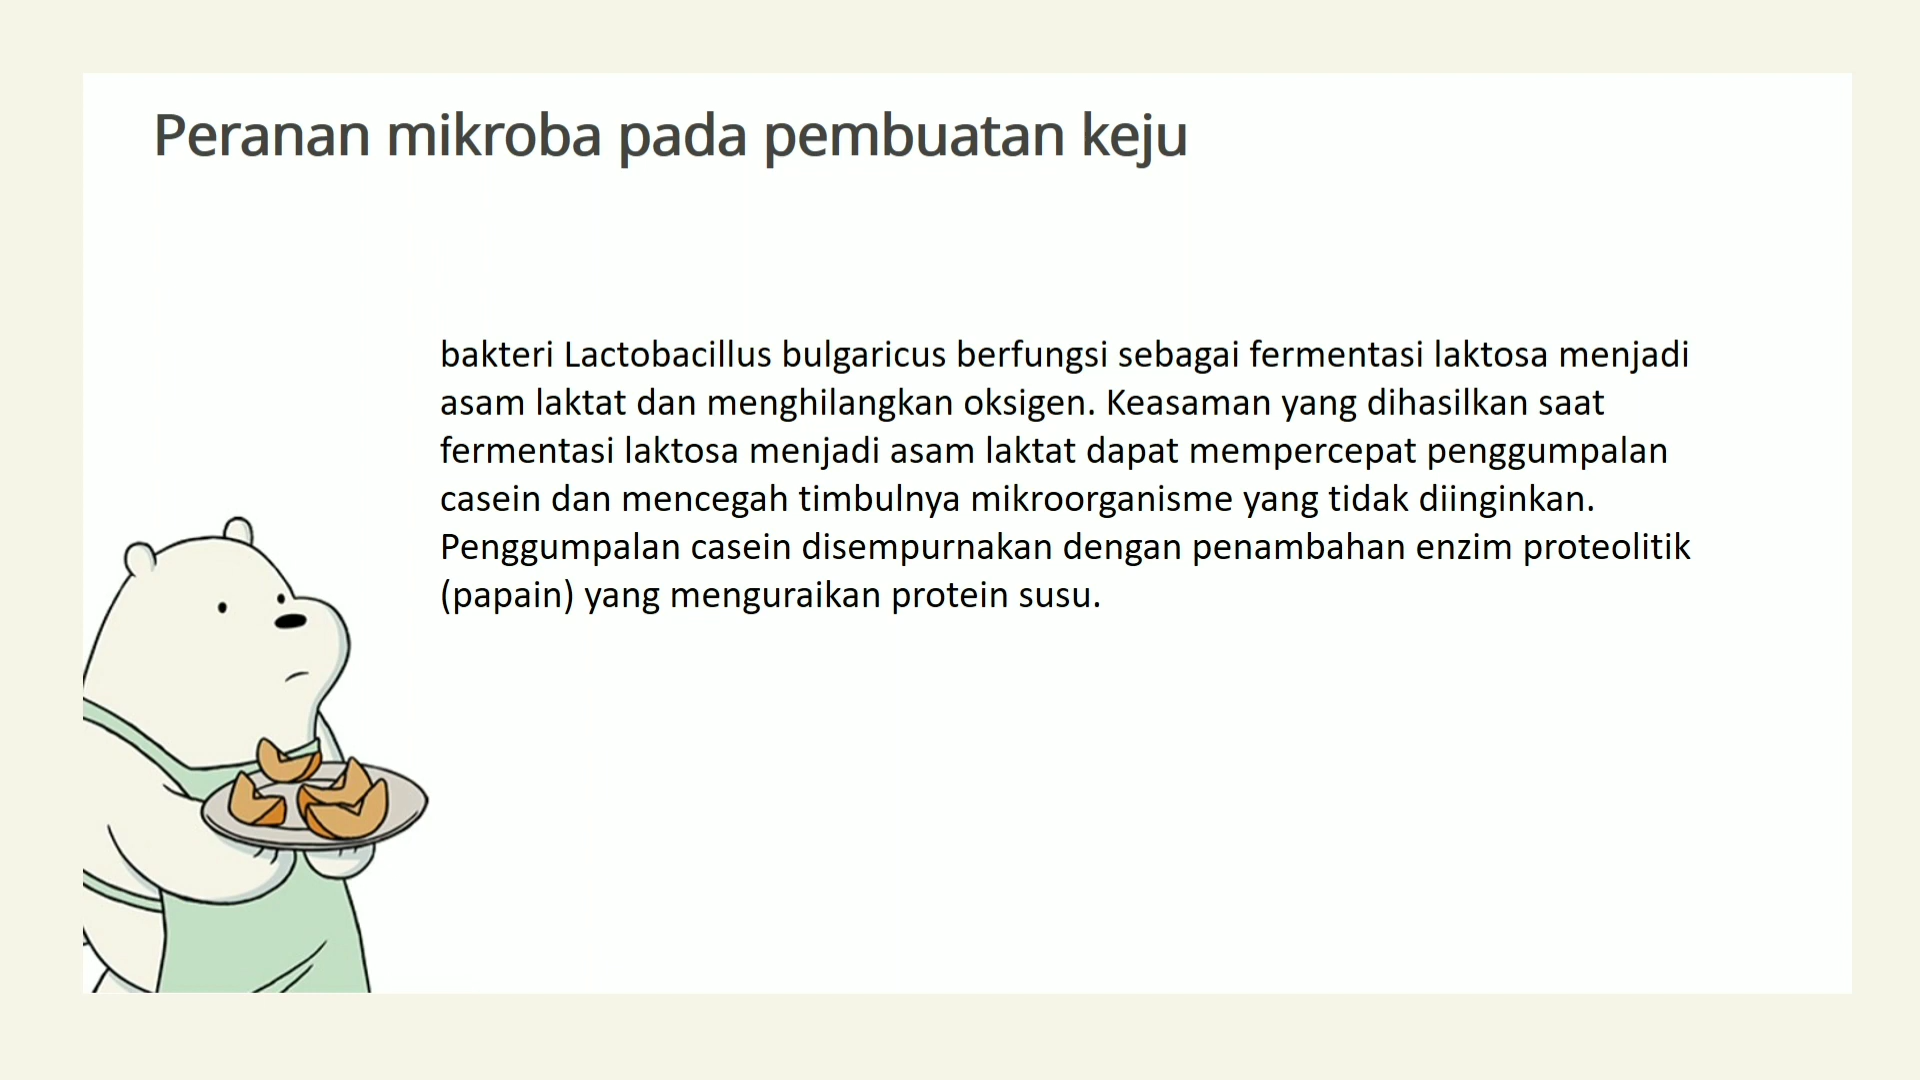 Peranan mikroba pada pembuatan keju
bakteri Lactobacillus bulgaricus berfungsi sebagai fermentasi laktosa menjadi
asam laktat dan menghilangkan oksigen. Keasaman yang dihasilkan saat
fermentasi laktosa menjadi asam laktat dapat mempercepat penggumpalan
casein dan mencegah timbulnya mikroorganisme yang tidak diinginkan.
Penggumpalan casein disempurnakan dengan penambahan enzim proteolitik
(papain) yang menguraikan protein susu.